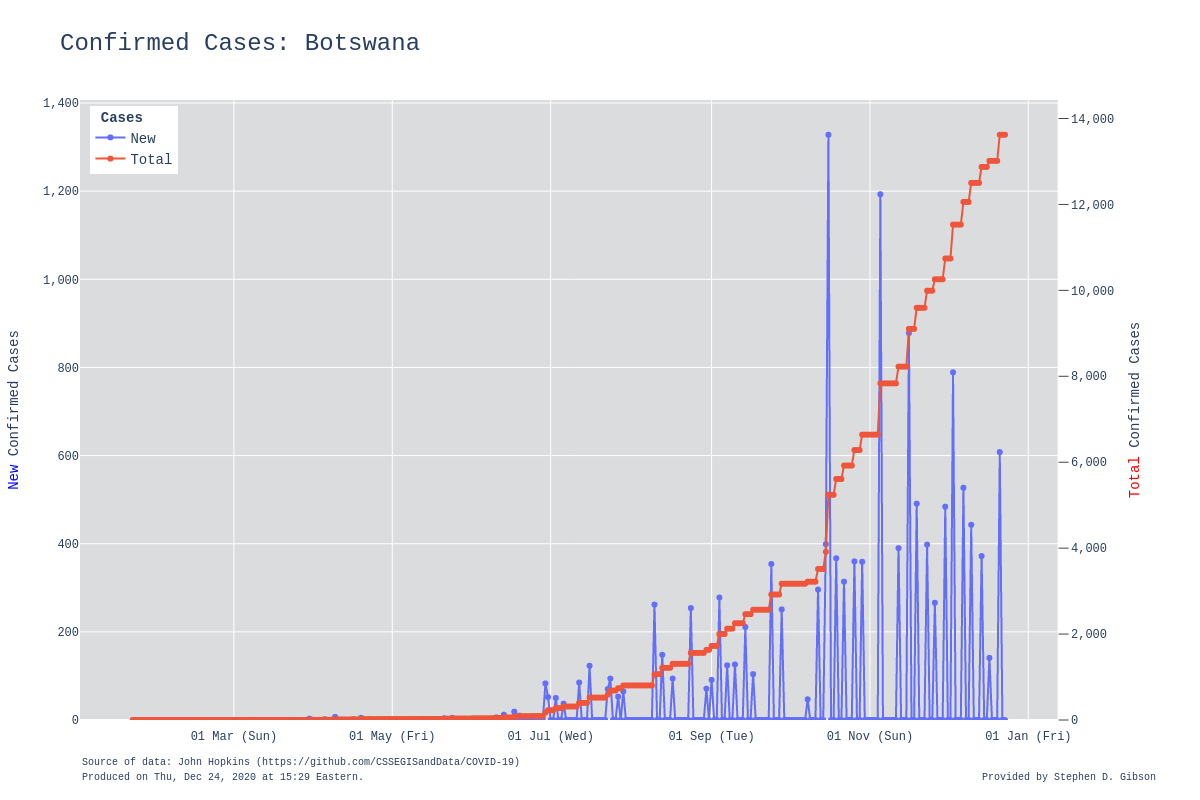 Confirmed Cases: Botswana
Cases
New
Total
1,400
1,200
1,000
800
600
400
200
0
14,000
12,000
10,000
8,000
6,000
4,000
2,000
0
New Confirmed Cases
Total Confirmed Cases
01 Mar (Sun)
01 May (Fri)
01 Jul (Wed)
01 Sep (Tue)
01 Nov (Sun)
01 Jan (Fri)
Source of data: John Hopkins (https://github.com/CSSEGISandData/COVID-19)
Produced on Thu, Dec 24, 2020 at 15:29 Eastern.
Provided by Stephen D. Gibson